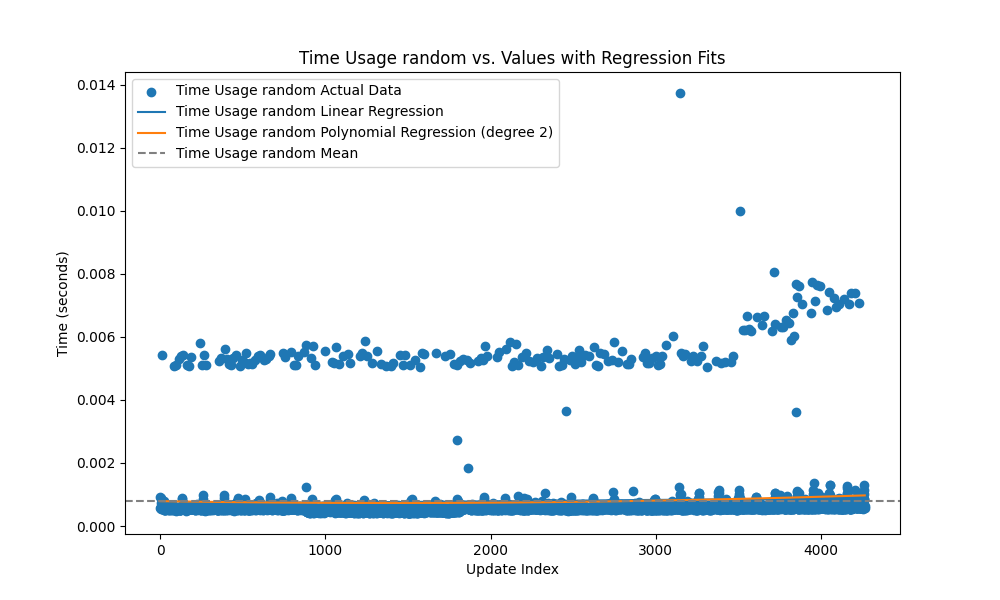 Time Usage random vs. Values with Regression Fits
Time Usage random Actual Data
Time Usage random Linear Regression
Time Usage random Polynomial Regression (degree 2)
Time Usage random Mean
Time (seconds)
0.014
0.012
0.010
0.008
0.006
0.004
0.002
0.000
0 1000 2000 3000 4000
Update Index